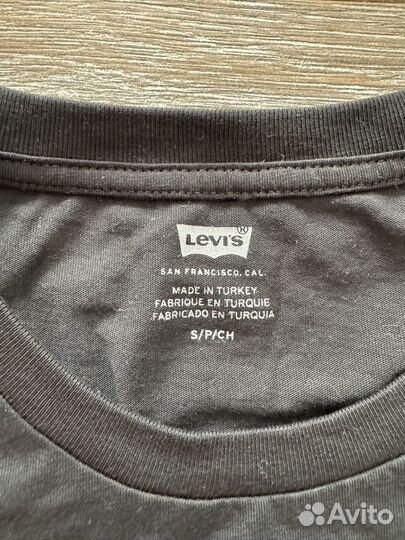 Levi's®
SAN FRANCISCO, CAL.
MADE IN TURKEY
FABRIQUE EN TURQUIE
FABRICADO EN TURQUIA
S/P/CH
Avito